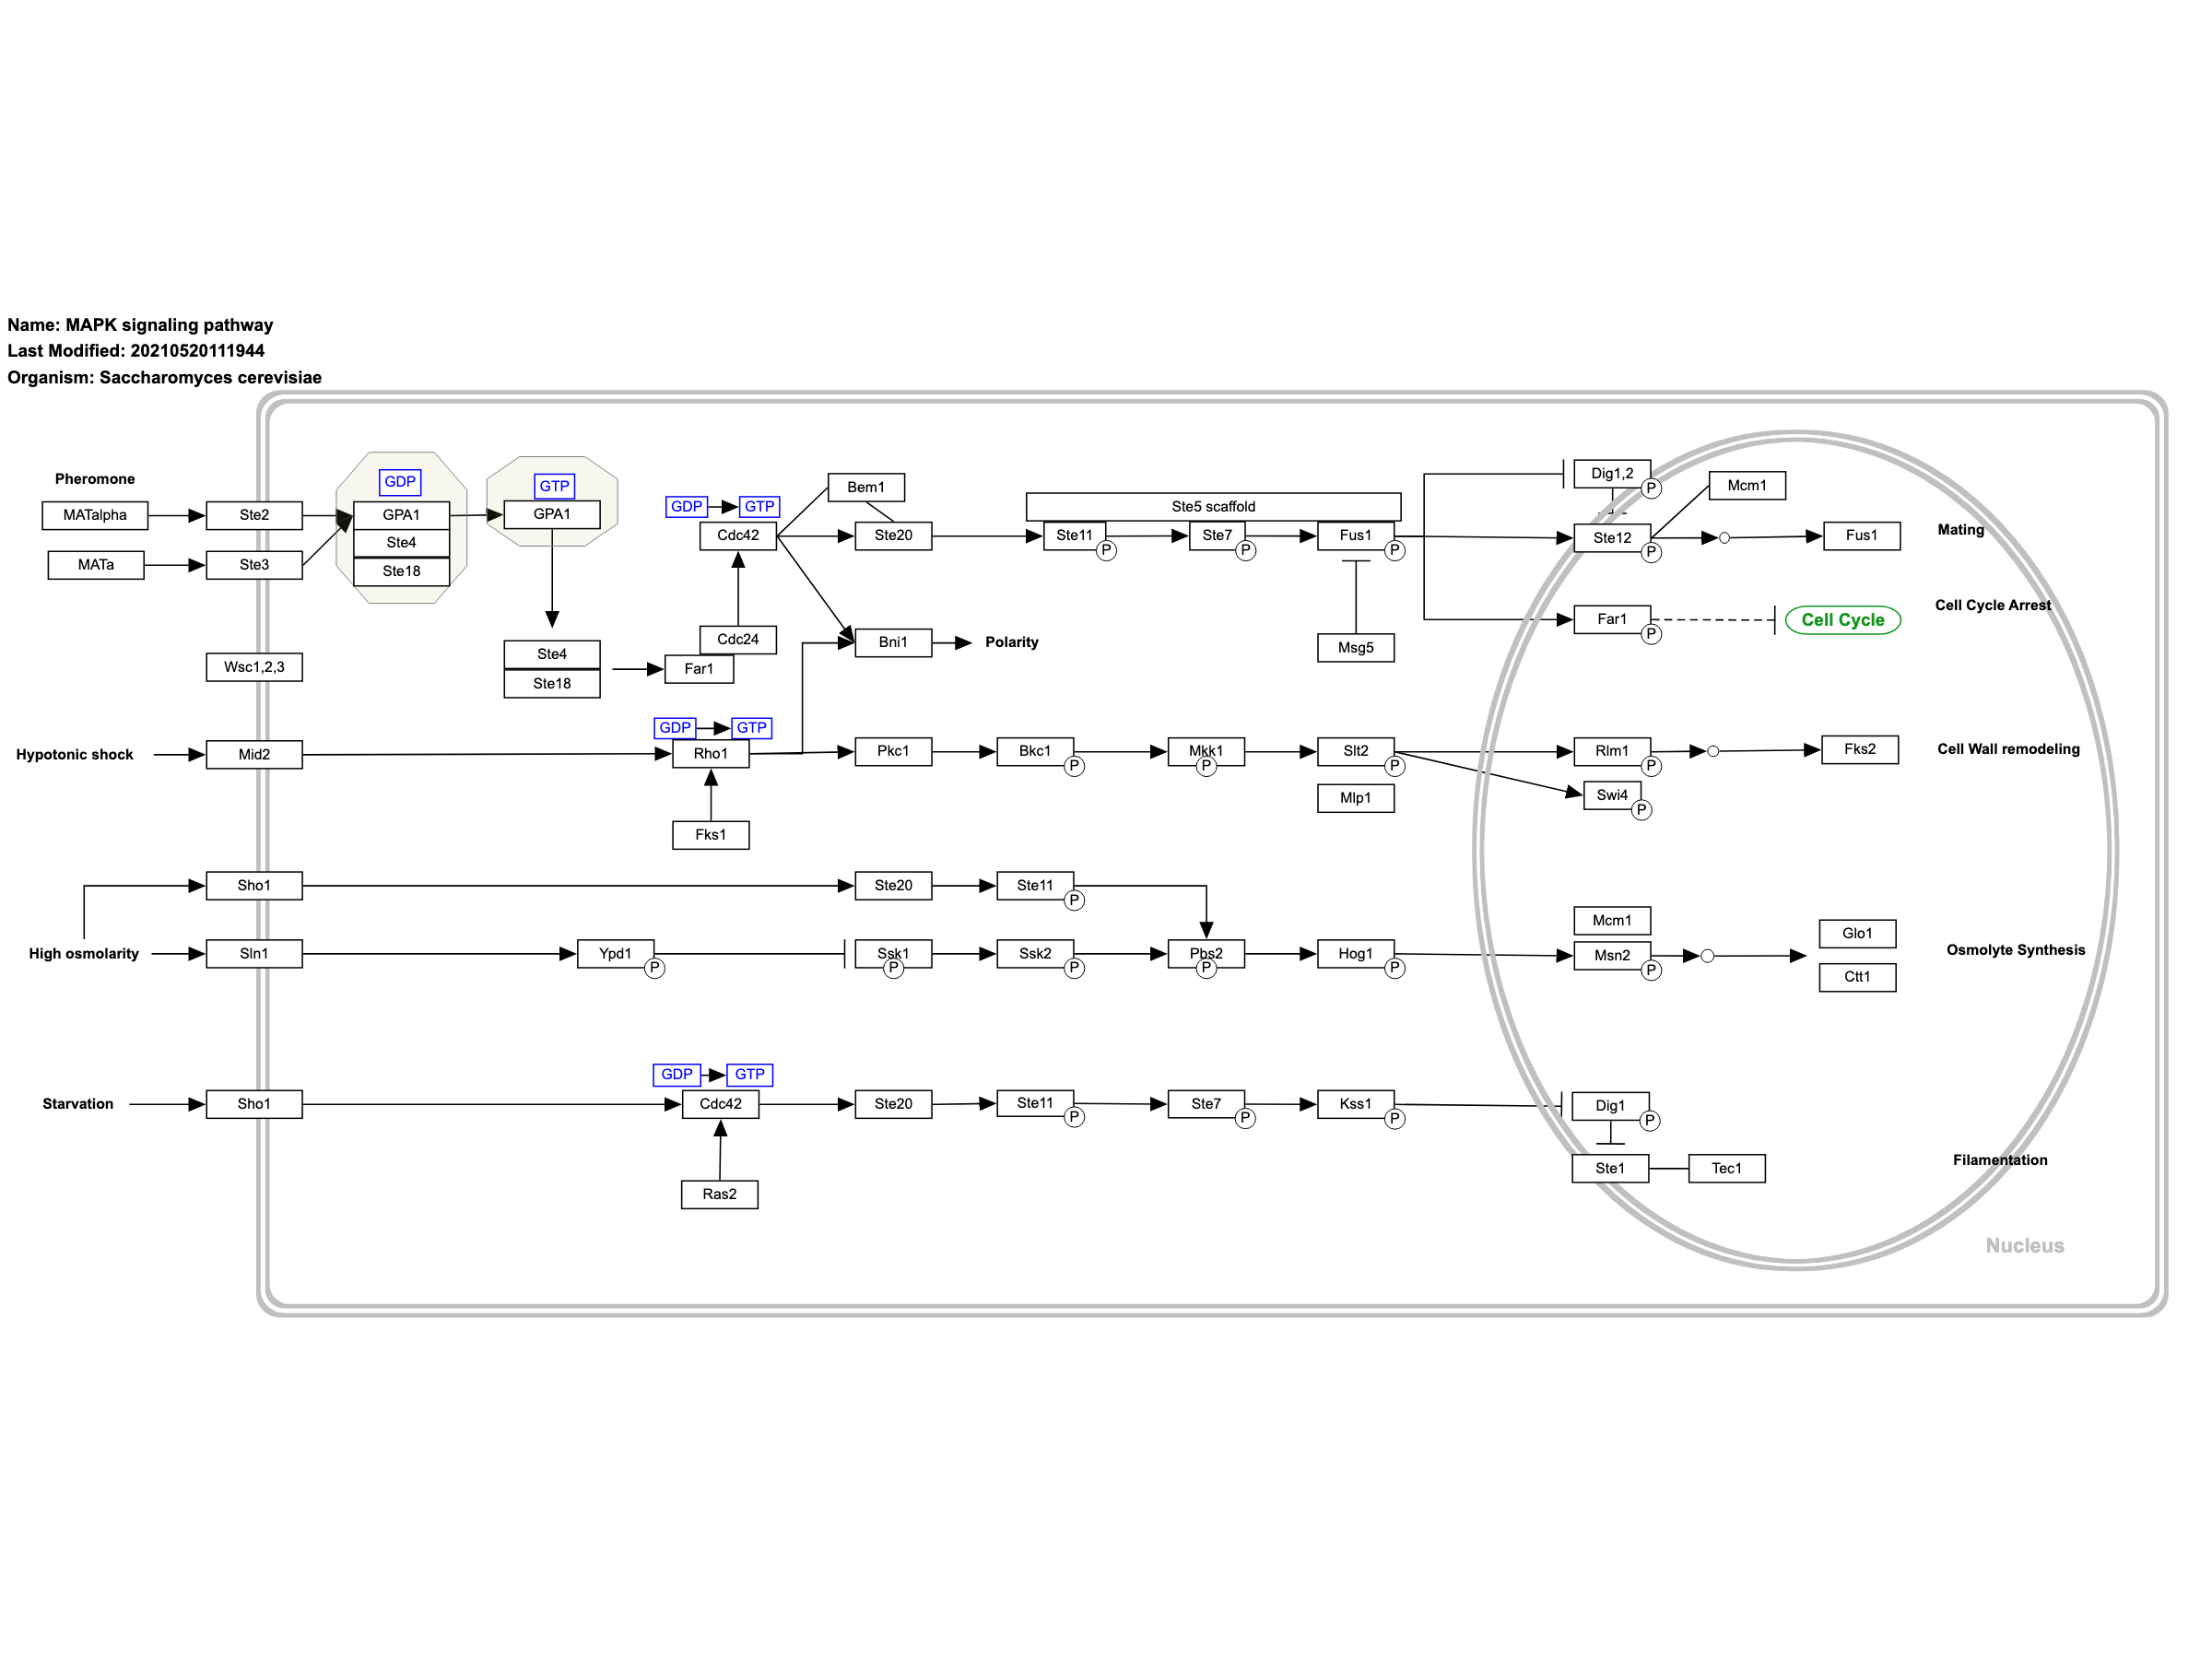 Name: MAPK signaling pathway
Last Modified: 20210520111944
Organism: Saccharomyces cerevisiae
Pheromone
MATalpha
MATa
Ste2
Ste3
GDP
GPA1
Ste4
Ste18
GTP
GPA1
Ste4
Ste18
GDP
GTP
Cdc42
Cdc24
Far1
Bem1
Ste20
Bni1
Polarity
Ste5 scaffold
Ste11
P
Ste7
P
Fus1
P
Msg5
Dig1,2
P
Ste12
P
Mcm1
Fus1
Mating
Far1
P
Cell Cycle
Cell Cycle Arrest
Wsc1,2,3
Hypotonic shock
Mid2
GDP
GTP
Rho1
Fks1
Pkc1
Bkc1
P
Mkk1
P
Slt2
P
Mlp1
Rlm1
P
Swi4
P
Fks2
Cell Wall remodeling
High osmolarity
Sho1
Ste20
Ste11
P
Sln1
Ypd1
P
Ssk1
P
Ssk2
P
Pbs2
P
Hog1
P
Mcm1
Msn2
P
Glo1
Ctt1
Osmolyte Synthesis
Starvation
Sho1
GDP
GTP
Cdc42
Ras2
Ste20
Ste11
P
Ste7
P
Kss1
P
Dig1
P
Ste1
Tec1
Filamentation
Nucleus